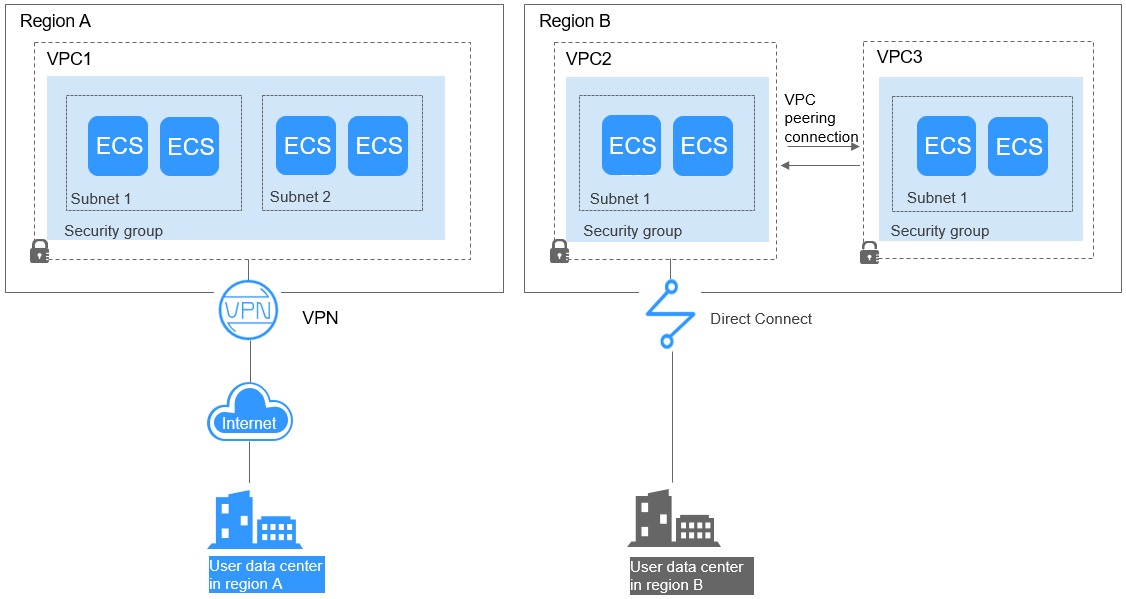 Region A
VPC1
ECS
ECS
ECS
ECS
Subnet 1
Subnet 2
Security group
VPN
VPN
Internet
User data center
in region A
Region B
VPC2
ECS
ECS
Subnet 1
Security group
VPC
peering
connection
VPC3
ECS
ECS
Subnet 1
Security group
Direct Connect
User data center
in region B